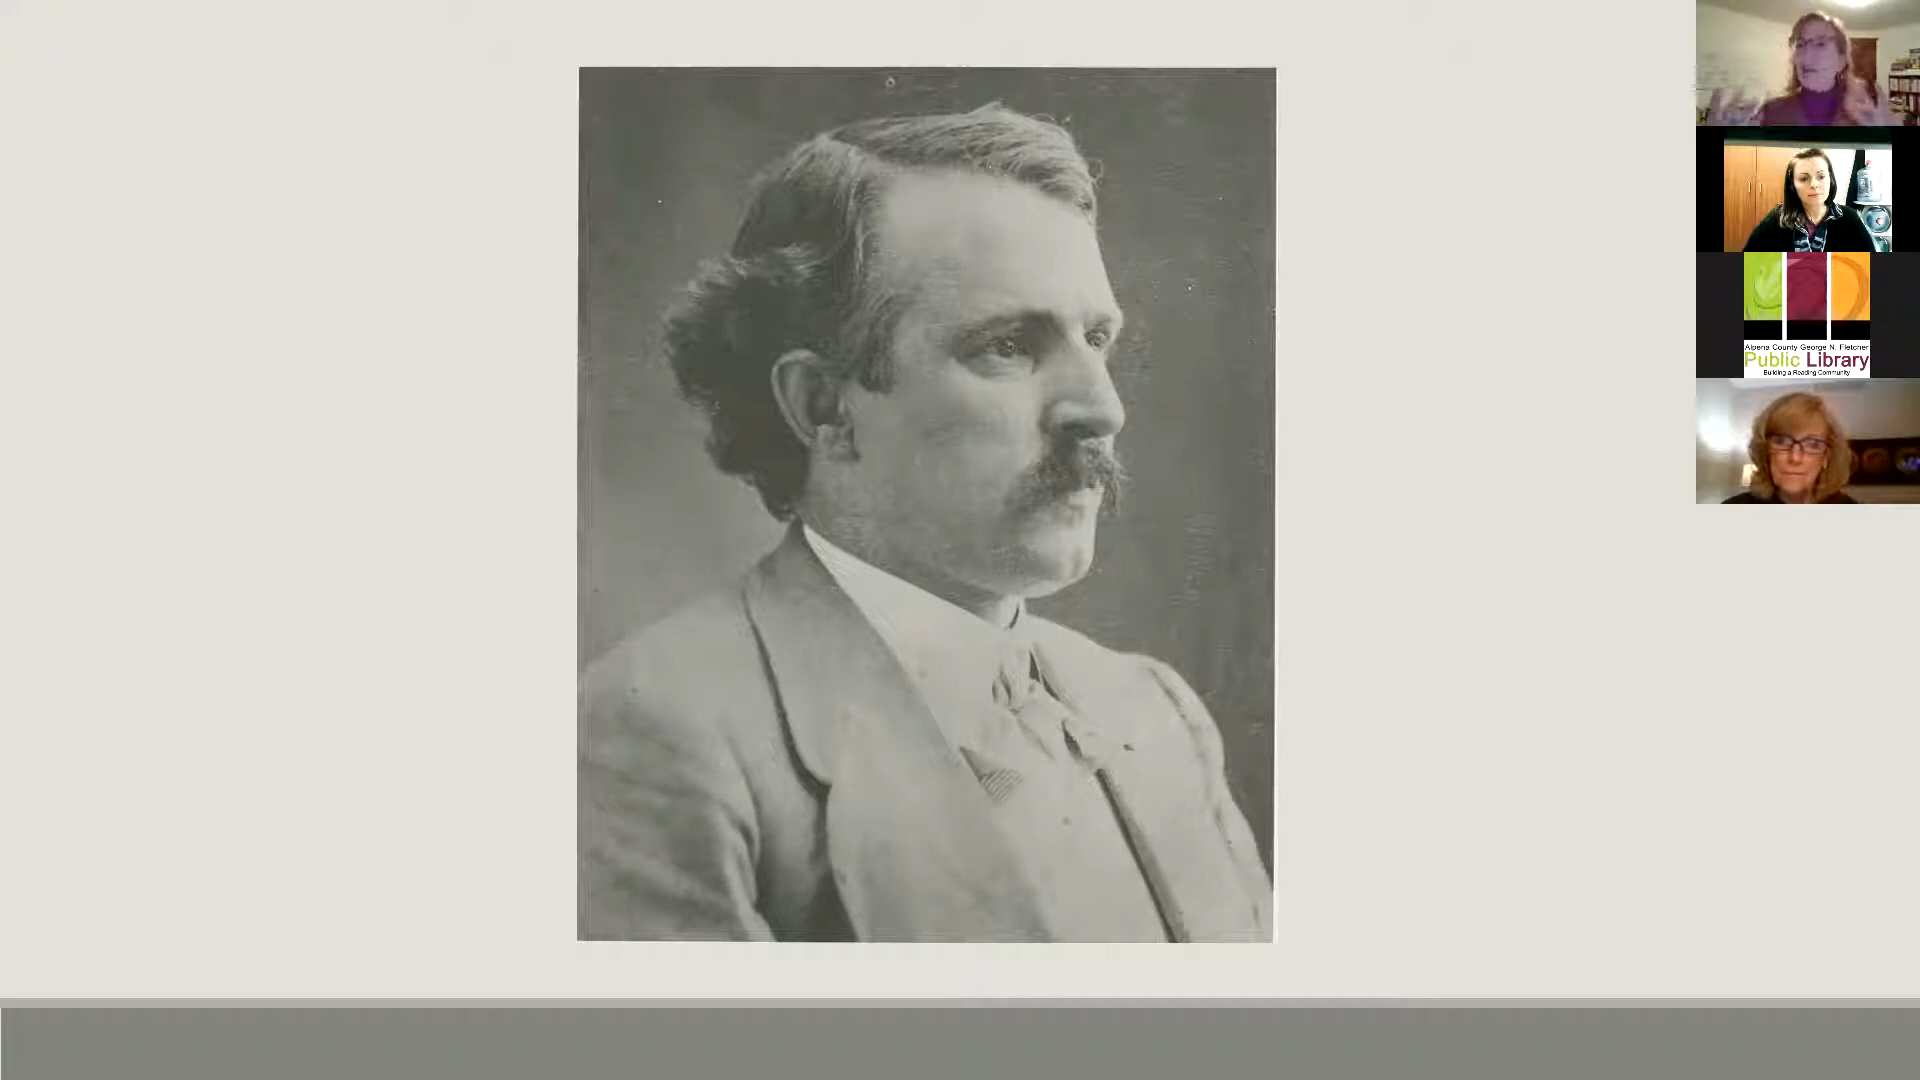 Alpena County George N. Fletcher
Public Library
Building a Reading Community